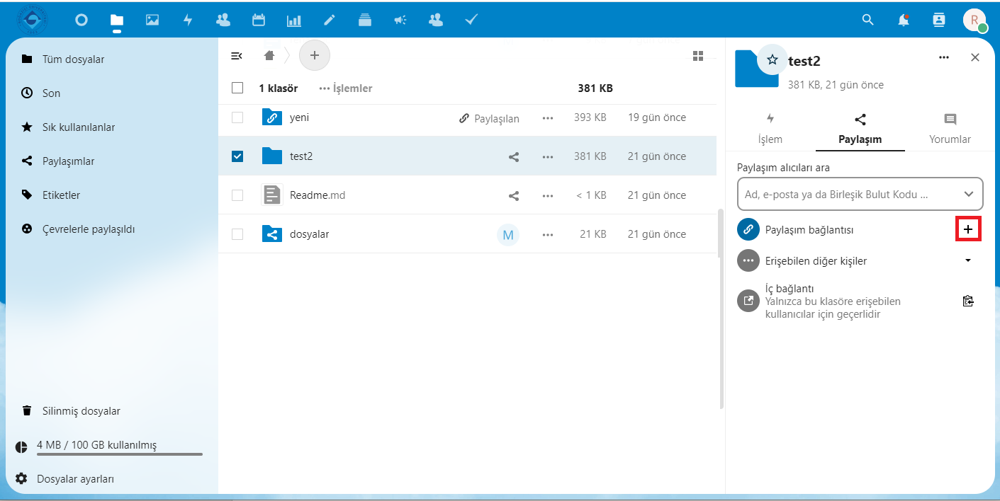 R
Tüm dosyalar
Son
Sık kullanılanlar
Paylaşımlar
Etiketler
Çevrelerle paylaşıldı
Silinmiş dosyalar
4 MB / 100 GB kullanılmış
Dosyalar ayarları
1 klasör
İşlemler
381 KB
yeni
Paylaşılan
393 KB
19 gün önce
test2
381 KB
21 gün önce
Readme.md
< 1 KB
21 gün önce
dosyalar
M
21 KB
21 gün önce
test2
381 KB, 21 gün önce
İşlem
Paylaşım
Yorumlar
Paylaşım alıcıları ara
Ad, e-posta ya da Birleşik Bulut Kodu ...
Paylaşım bağlantısı
Erişebilen diğer kişiler
İç bağlantı
Yalnızca bu klasöre erişebilen
kullanıcılar için geçerlidir